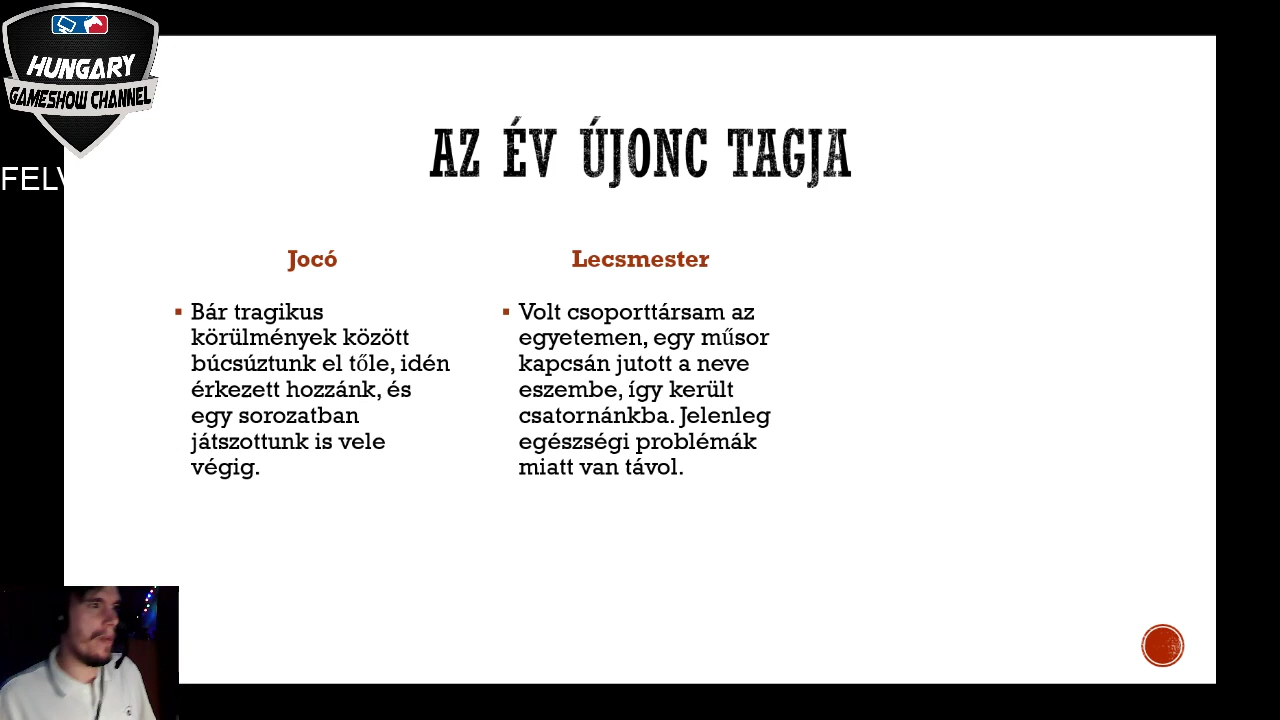 HUNGARY
GAMESHOW CHANNEL
FELV
AZ ÉV ÚJONC TAGJA
Jocó
Bár tragikus
körülmények között
búcsúztunk el tőle, idén
érkezett hozzánk, és
egy sorozatban
játszottunk is vele
végig.
Lecsmester
Volt csoporttársam az
egyetemen, egy műsor
kapcsán jutott a neve
eszembe, így került
csatornánkba. Jelenleg
egészségi problémák
miatt van távol.